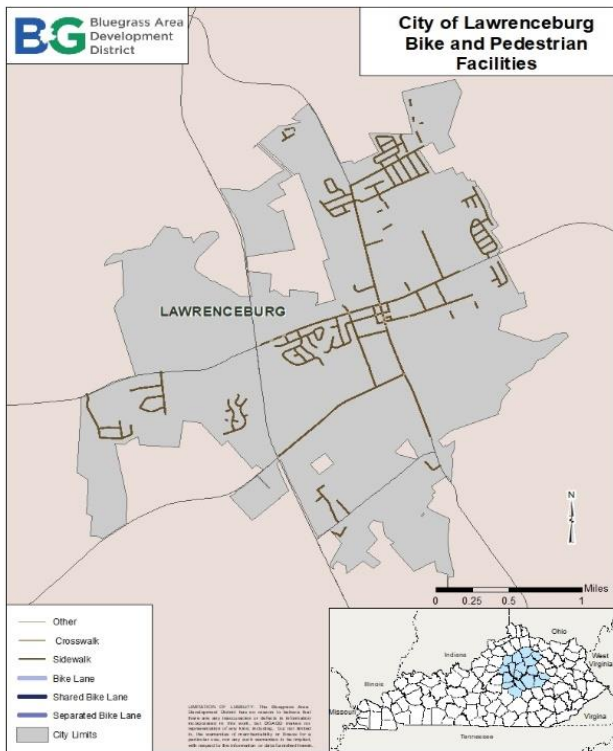 B&G
Bluegrass Area
Development
District
City of Lawrenceburg
Bike and Pedestrian
Facilities
LAWRENCEBURG
N
Miles
0 0.25 0.5 1
Other
Crosswalk
Sidewalk
Bike Lane
Shared Bike Lane
Separated Bike Lane
City Limits
Ohio
Indiana
West
Virginia
Illinois
Missouri
Virginia
Tennessee